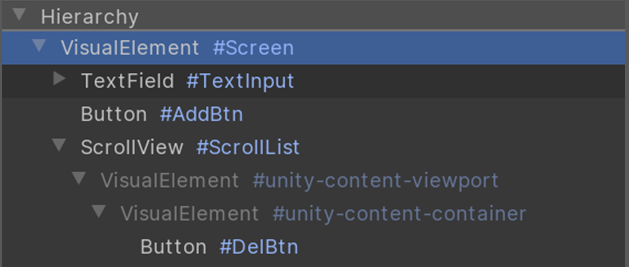 Hierarchy
VisualElement #Screen
TextField #TextInput
Button #AddBtn
ScrollView #ScrollList
VisualElement #unity-content-viewport
VisualElement #unity-content-container
Button #DelBtn